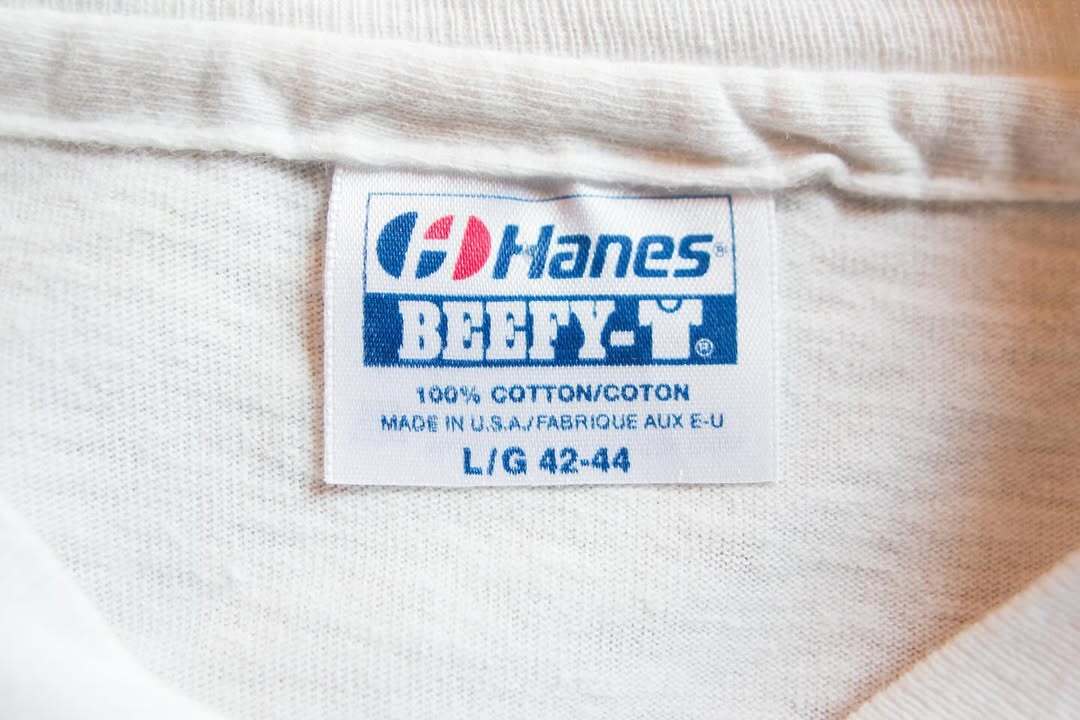 Hanes®
BEEFY-T®
100% COTTON/COTON
MADE IN U.S.A./FABRIQUE AUX E-U
L/G 42-44